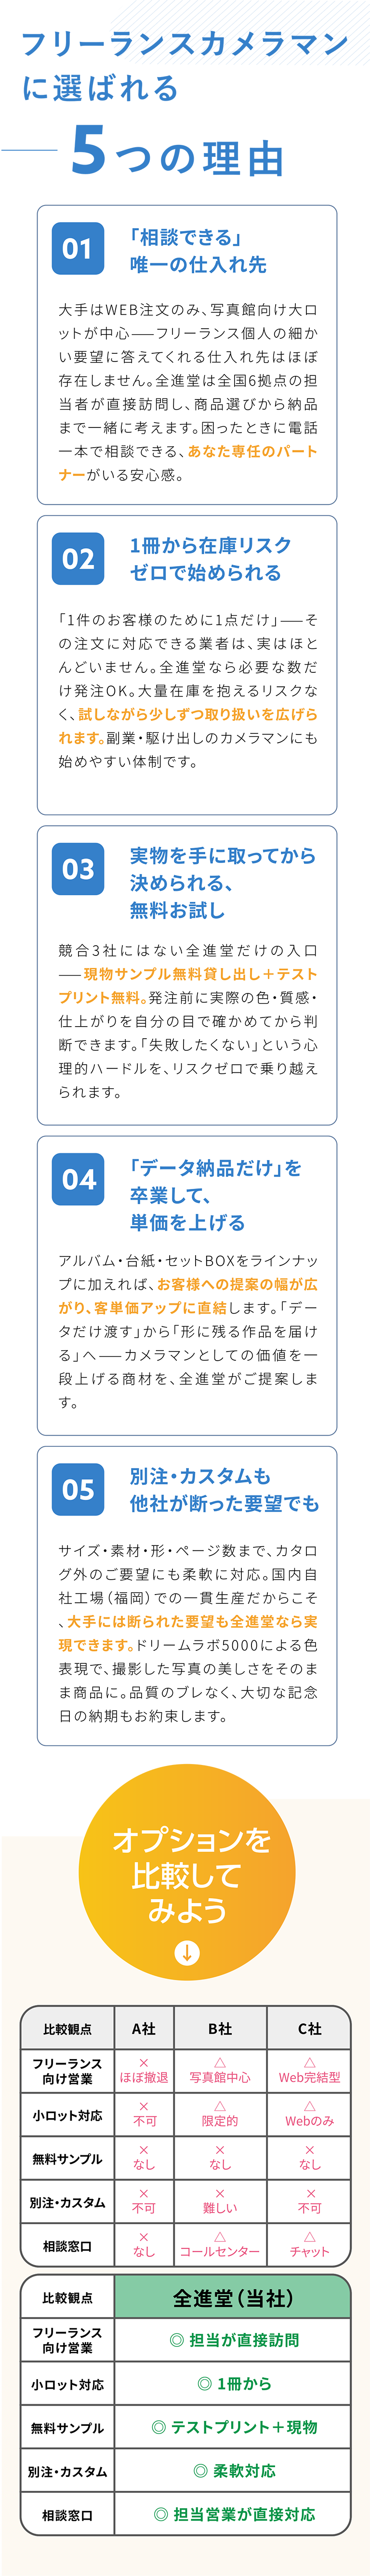 フリーランスカメラマン
に選ばれる
5つの理由
01
「相談できる」
唯一の仕入れ先
大手はWEB注文のみ、写真館向け大ロ
ットが中心――フリーランス個人の細か
い要望に答えてくれる仕入れ先はほぼ
存在しません。全進堂は全国6拠点の担
当者が直接訪問し、商品選びから納品
まで一緒に考えます。困ったときに電話
一本で相談できる、あなた専任のパート
ナーがいる安心感。
02
1冊から在庫リスク
ゼロで始められる
「1件のお客様のために1点だけ」――そ
の注文に対応できる業者は、実はほと
んどいません。全進堂なら必要な数だ
け発注OK。大量在庫を抱えるリスクな
く、試しながら少しずつ取り扱いを広げら
れます。副業・駆け出しのカメラマンにも
始めやすい体制です。
03
実物を手に取ってから
決められる、
無料お試し
競合3社にはない全進堂だけの入口
――現物サンプル無料貸し出し＋テスト
プリント無料。発注前に実際の色・質感・
仕上がりを自分の目で確かめてから判
断できます。「失敗したくない」という心
理的ハードルを、リスクゼロで乗り越え
られます。
04
「データ納品だけ」を
卒業して、
単価を上げる
アルバム・台紙・セットBOXをラインナッ
プに加えれば、お客様への提案の幅が広
がり、客単価アップに直結します。「デー
タだけ渡す」から「形に残る作品を届け
る」へ――カメラマンとしての価値を一
段上げる商材を、全進堂がご提案しま
す。
05
別注・カスタムも
他社が断った要望でも
サイズ・素材・形・ページ数まで、カタロ
グ外のご要望にも柔軟に対応。国内自
社工場（福岡）での一貫生産だからこそ
、大手には断られた要望も全進堂なら実
現できます。ドリームラボ5000による色
表現で、撮影した写真の美しさをそのま
ま商品に。品質のブレなく、大切な記念
日の納期もお約束します。
オプションを
比較して
みよう
↓
比較観点 A社 B社 C社
フリーランス
向け営業
× △ △
ほぼ撤退 写真館中心 Web完結型
小ロット対応
× △ △
不可 限定的 Webのみ
無料サンプル
× × ×
なし なし なし
別注・カスタム
× × ×
不可 難しい 不可
相談窓口
× △ △
なし コールセンター チャット
比較観点 全進堂（当社）
フリーランス
向け営業
◎ 担当が直接訪問
小ロット対応 ◎ 1冊から
無料サンプル ◎ テストプリント＋現物
別注・カスタム ◎ 柔軟対応
相談窓口 ◎ 担当営業が直接対応